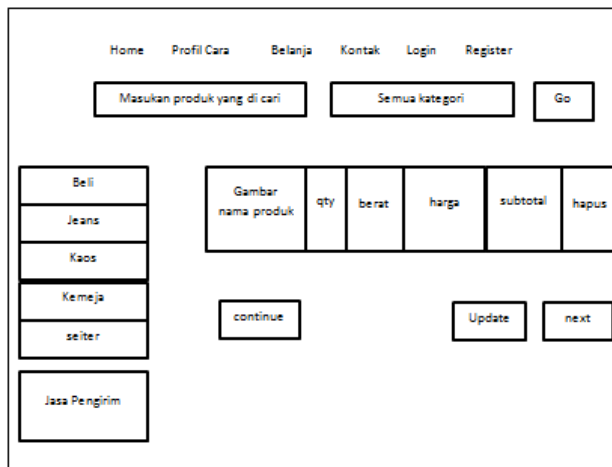 Home Profil Cara Belanja Kontak Login Register
Masukan produk yang di cari Semua kategori Go
Beli
Jeans
Kaos
Kemeja
seiter
Jasa Pengirim
Gambar
nama produk
qty
berat
harga
subtotal
hapus
continue
Update
next